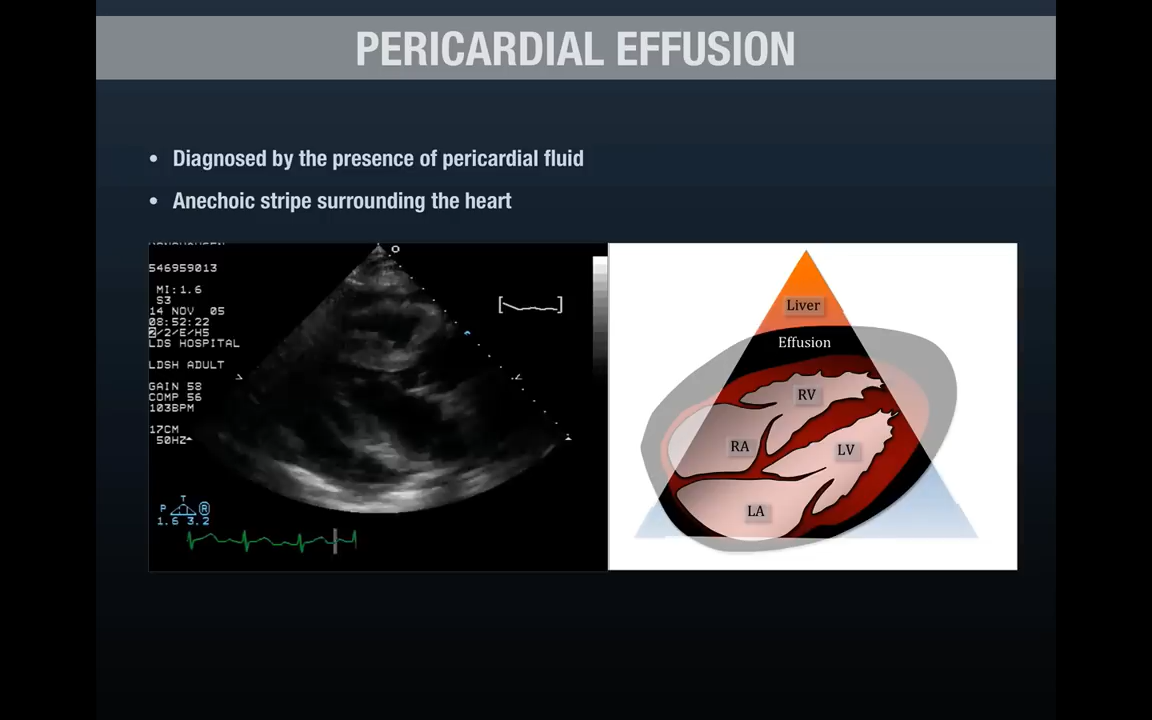 PERICARDIAL EFFUSION
• Diagnosed by the presence of pericardial fluid
• Anechoic stripe surrounding the heart
546959013
MI:1.6
S3
14 NOV 05
08:52:22
2/2/E/H5
LDS HOSPITAL
LDSH ADULT
GAIN 58
COMP 56
103BPM
17CM
50HZ
T
P R
1.6 3.2
Liver
Effusion
RV
RA
LV
LA